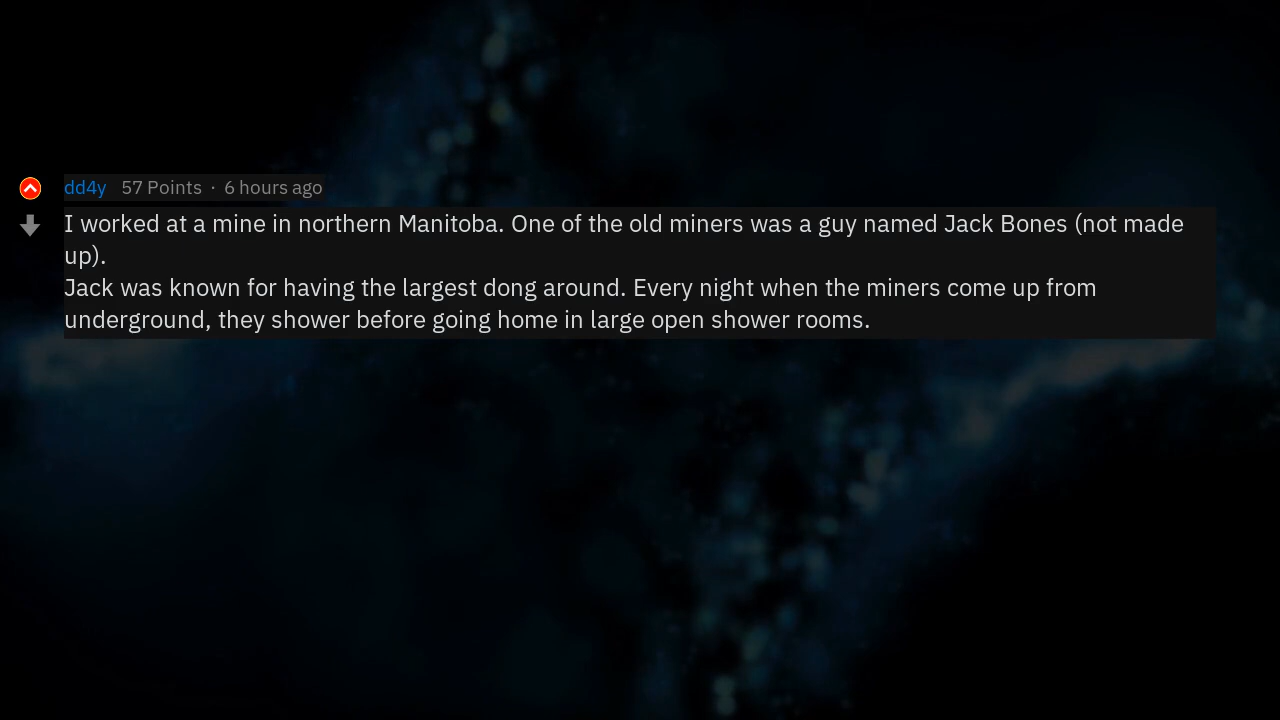 dd4y 57 Points · 6 hours ago
I worked at a mine in northern Manitoba. One of the old miners was a guy named Jack Bones (not made
up).
Jack was known for having the largest dong around. Every night when the miners come up from
underground, they shower before going home in large open shower rooms.